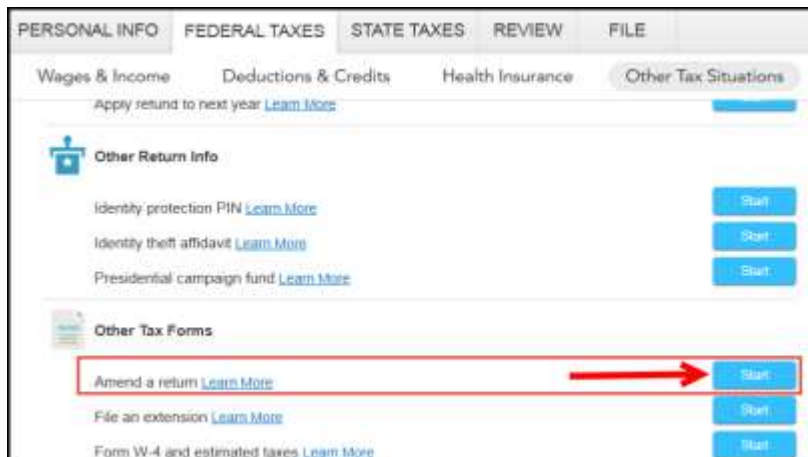 PERSONAL INFO FEDERAL TAXES STATE TAXES REVIEW FILE
Wages & Income Deductions & Credits Health Insurance Other Tax Situations
Apply refund to next year Learn More
Other Return Info
Identity protection PIN Learn More Start
Identity theft affidavit Learn More Start
Presidential campaign fund Learn More Start
Other Tax Forms
Amend a return Learn More Start
File an extension Learn More Start
Form W-4 and estimated taxes Learn More Start